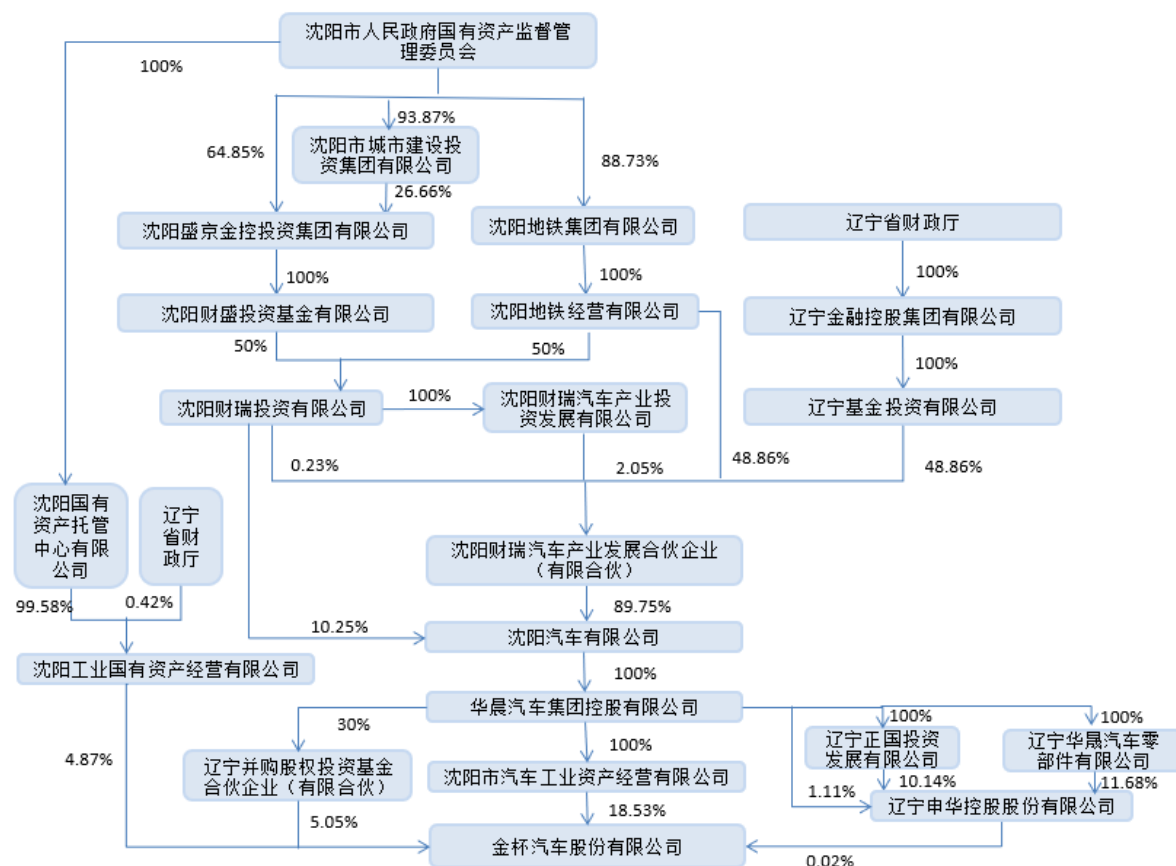 沈阳市人民政府国有资产监督管
理委员会
100%
93.87%
沈阳市城市建设投
资集团有限公司
64.85%
88.73%
26.66%
沈阳盛京金控投资集团有限公司
沈阳地铁集团有限公司
辽宁省财政厅
100%
100%
100%
沈阳财盛投资基金有限公司
沈阳地铁经营有限公司
辽宁金融控股集团有限公司
50%
50%
100%
沈阳财瑞投资有限公司
100%
沈阳财瑞汽车产业投
资发展有限公司
辽宁基金投资有限公司
0.23%
2.05%
48.86%
48.86%
沈阳国有
资产托管
中心有限
公司
辽宁
省财
政厅
沈阳财瑞汽车产业发展合伙企业
（有限合伙）
99.58%
0.42%
89.75%
10.25%
沈阳汽车有限公司
沈阳工业国有资产经营有限公司
100%
华晨汽车集团控股有限公司
30%
100%
100%
100%
4.87%
辽宁并购股权投资基金
合伙企业（有限合伙）
沈阳市汽车工业资产经营有限公司
辽宁正国投资
发展有限公司
辽宁华晟汽车零
部件有限公司
1.11%
10.14%
11.68%
辽宁申华控股股份有限公司
5.05%
18.53%
金杯汽车股份有限公司
0.02%